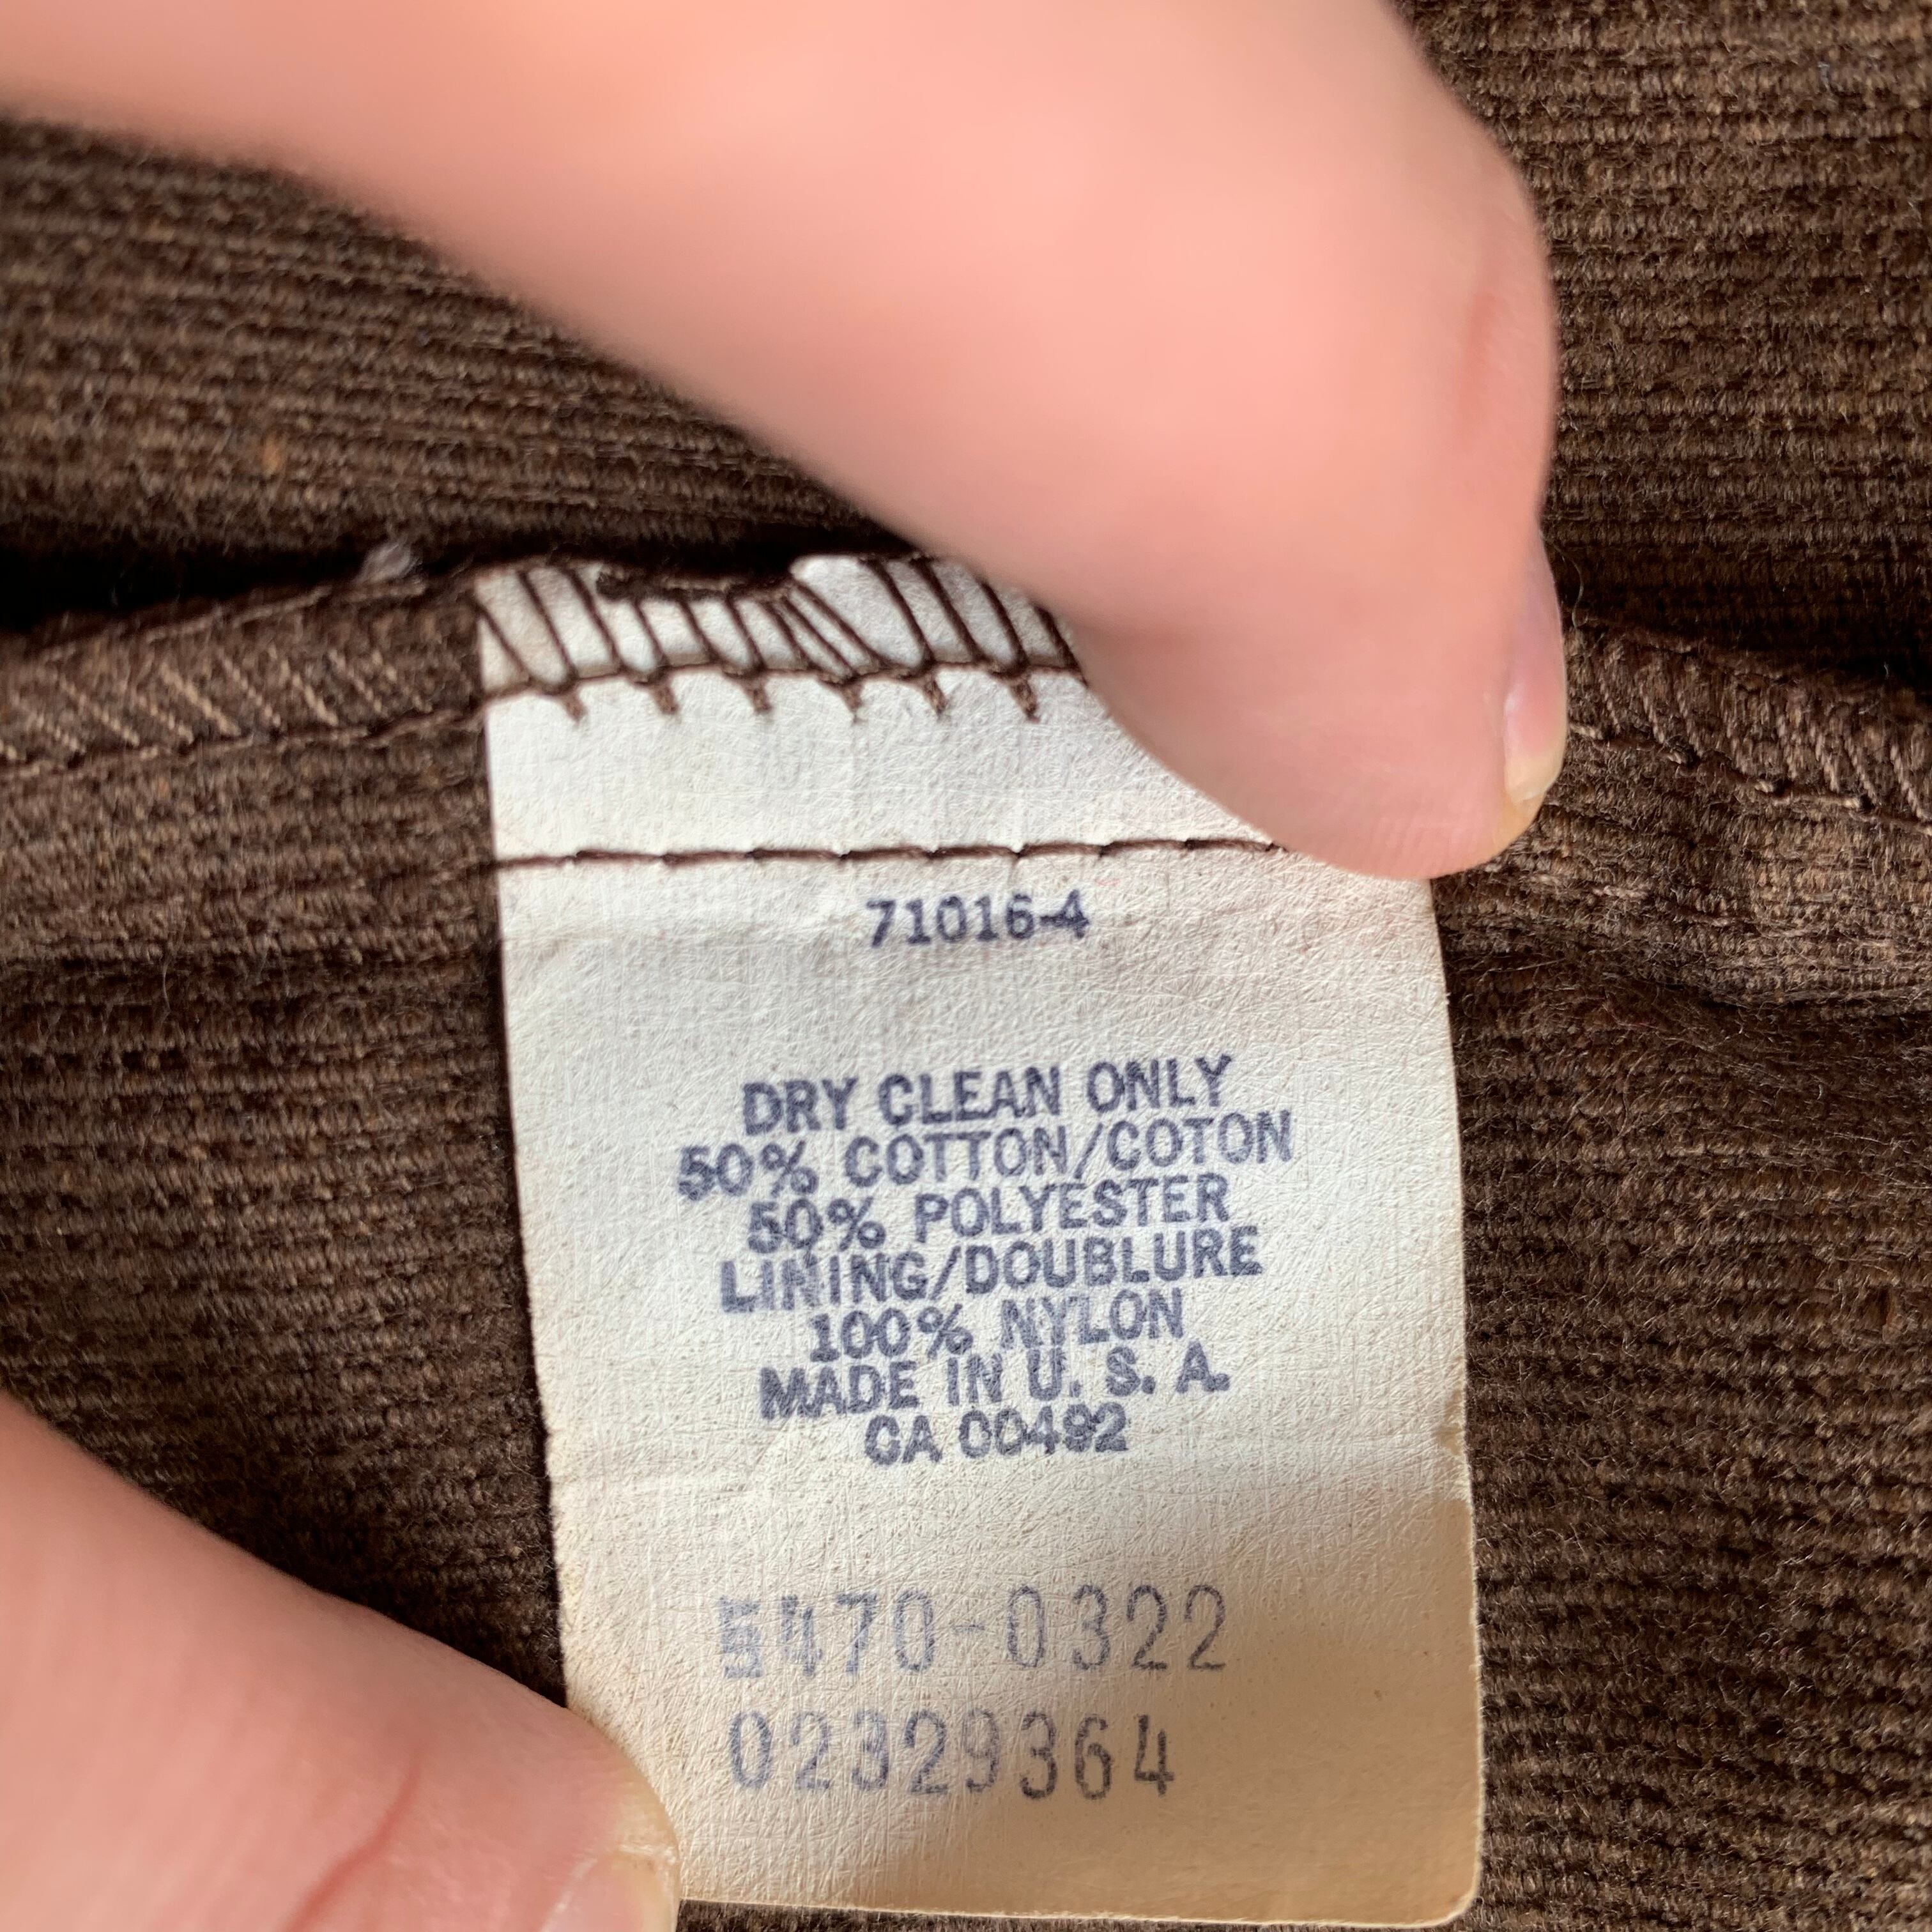 71016-4
DRY CLEAN ONLY
50% COTTON/COTON
50% POLYESTER
LINING/DOUBLURE
100% NYLON
MADE IN U. S. A.
CA 00492
5470-0322
02329364